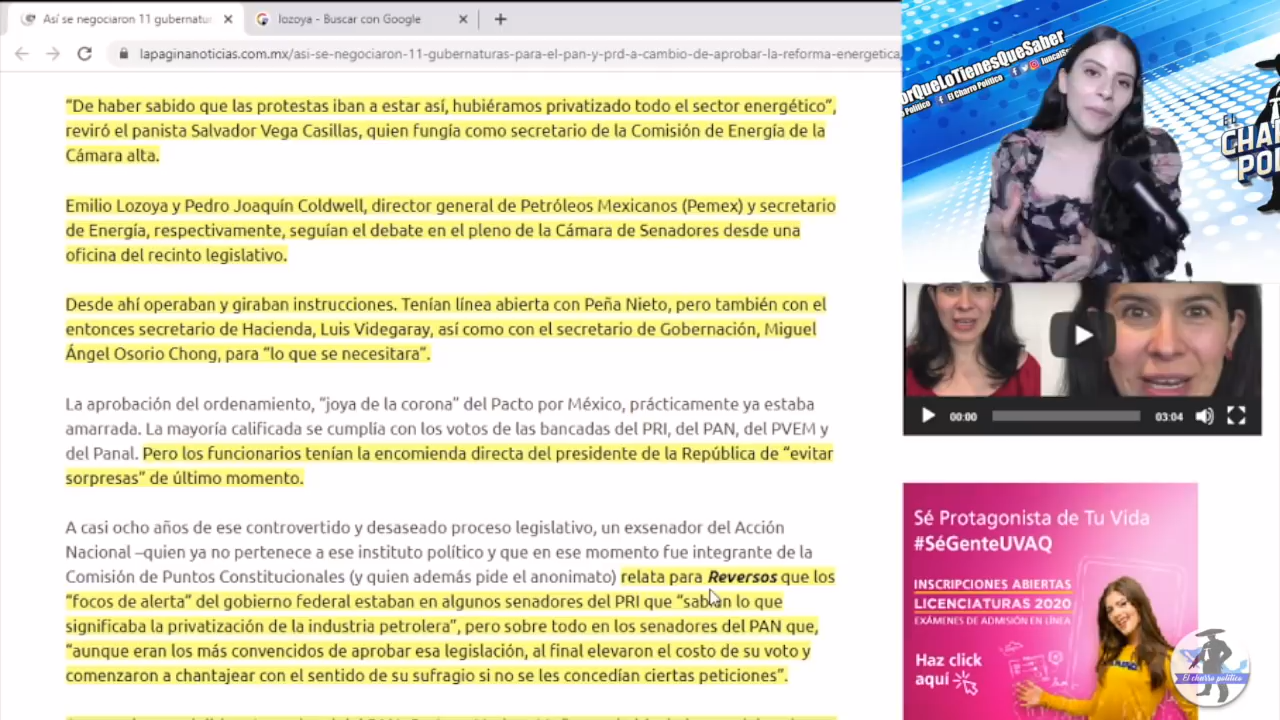 Así se negociaron 11 gubernatur
lozoya - Buscar con Google
lapaginanoticias.com.mx/asi-se-negociaron-11-gubernaturas-para-el-pan-y-prd-a-cambio-de-aprobar-la-reforma-energetica,
“De haber sabido que las protestas iban a estar así, hubiéramos privatizado todo el sector energético”,
reviró el panista Salvador Vega Casillas, quien fungía como secretario de la Comisión de Energía de la
Cámara alta.
Emilio Lozoya y Pedro Joaquín Coldwell, director general de Petróleos Mexicanos (Pemex) y secretario
de Energía, respectivamente, seguían el debate en el pleno de la Cámara de Senadores desde una
oficina del recinto legislativo.
Desde ahí operaban y giraban instrucciones. Tenían línea abierta con Peña Nieto, pero también con el
entonces secretario de Hacienda, Luis Videgaray, así como con el secretario de Gobernación, Miguel
Ángel Osorio Chong, para “lo que se necesitara”.
La aprobación del ordenamiento, “joya de la corona” del Pacto por México, prácticamente ya estaba
amarrada. La mayoría calificada se cumplía con los votos de las bancadas del PRI, del PAN, del PVEM y
del Panal. Pero los funcionarios tenían la encomienda directa del presidente de la República de “evitar
sorpresas” de último momento.
A casi ocho años de ese controvertido y desaseado proceso legislativo, un exsenador del Acción
Nacional –quien ya no pertenece a ese instituto político y que en ese momento fue integrante de la
Comisión de Puntos Constitucionales (y quien además pide el anonimato) relata para Reversos que los
“focos de alerta” del gobierno federal estaban en algunos senadores del PRI que “sabían lo que
significaba la privatización de la industria petrolera”, pero sobre todo en los senadores del PAN que,
“aunque eran los más convencidos de aprobar esa legislación, al final elevaron el costo de su voto y
comenzaron a chantajear con el sentido de su sufragio si no se les concedían ciertas peticiones”.
orQueLoTienesQueSaber
Político
El Charro Político
EL
CHA
POL
00:00
03:04
Sé Protagonista de Tu Vida
#SéGenteUVAQ
INSCRIPCIONES ABIERTAS
LICENCIATURAS 2020
EXÁMENES DE ADMISIÓN EN LÍNEA
Haz click
aquí
El charro político